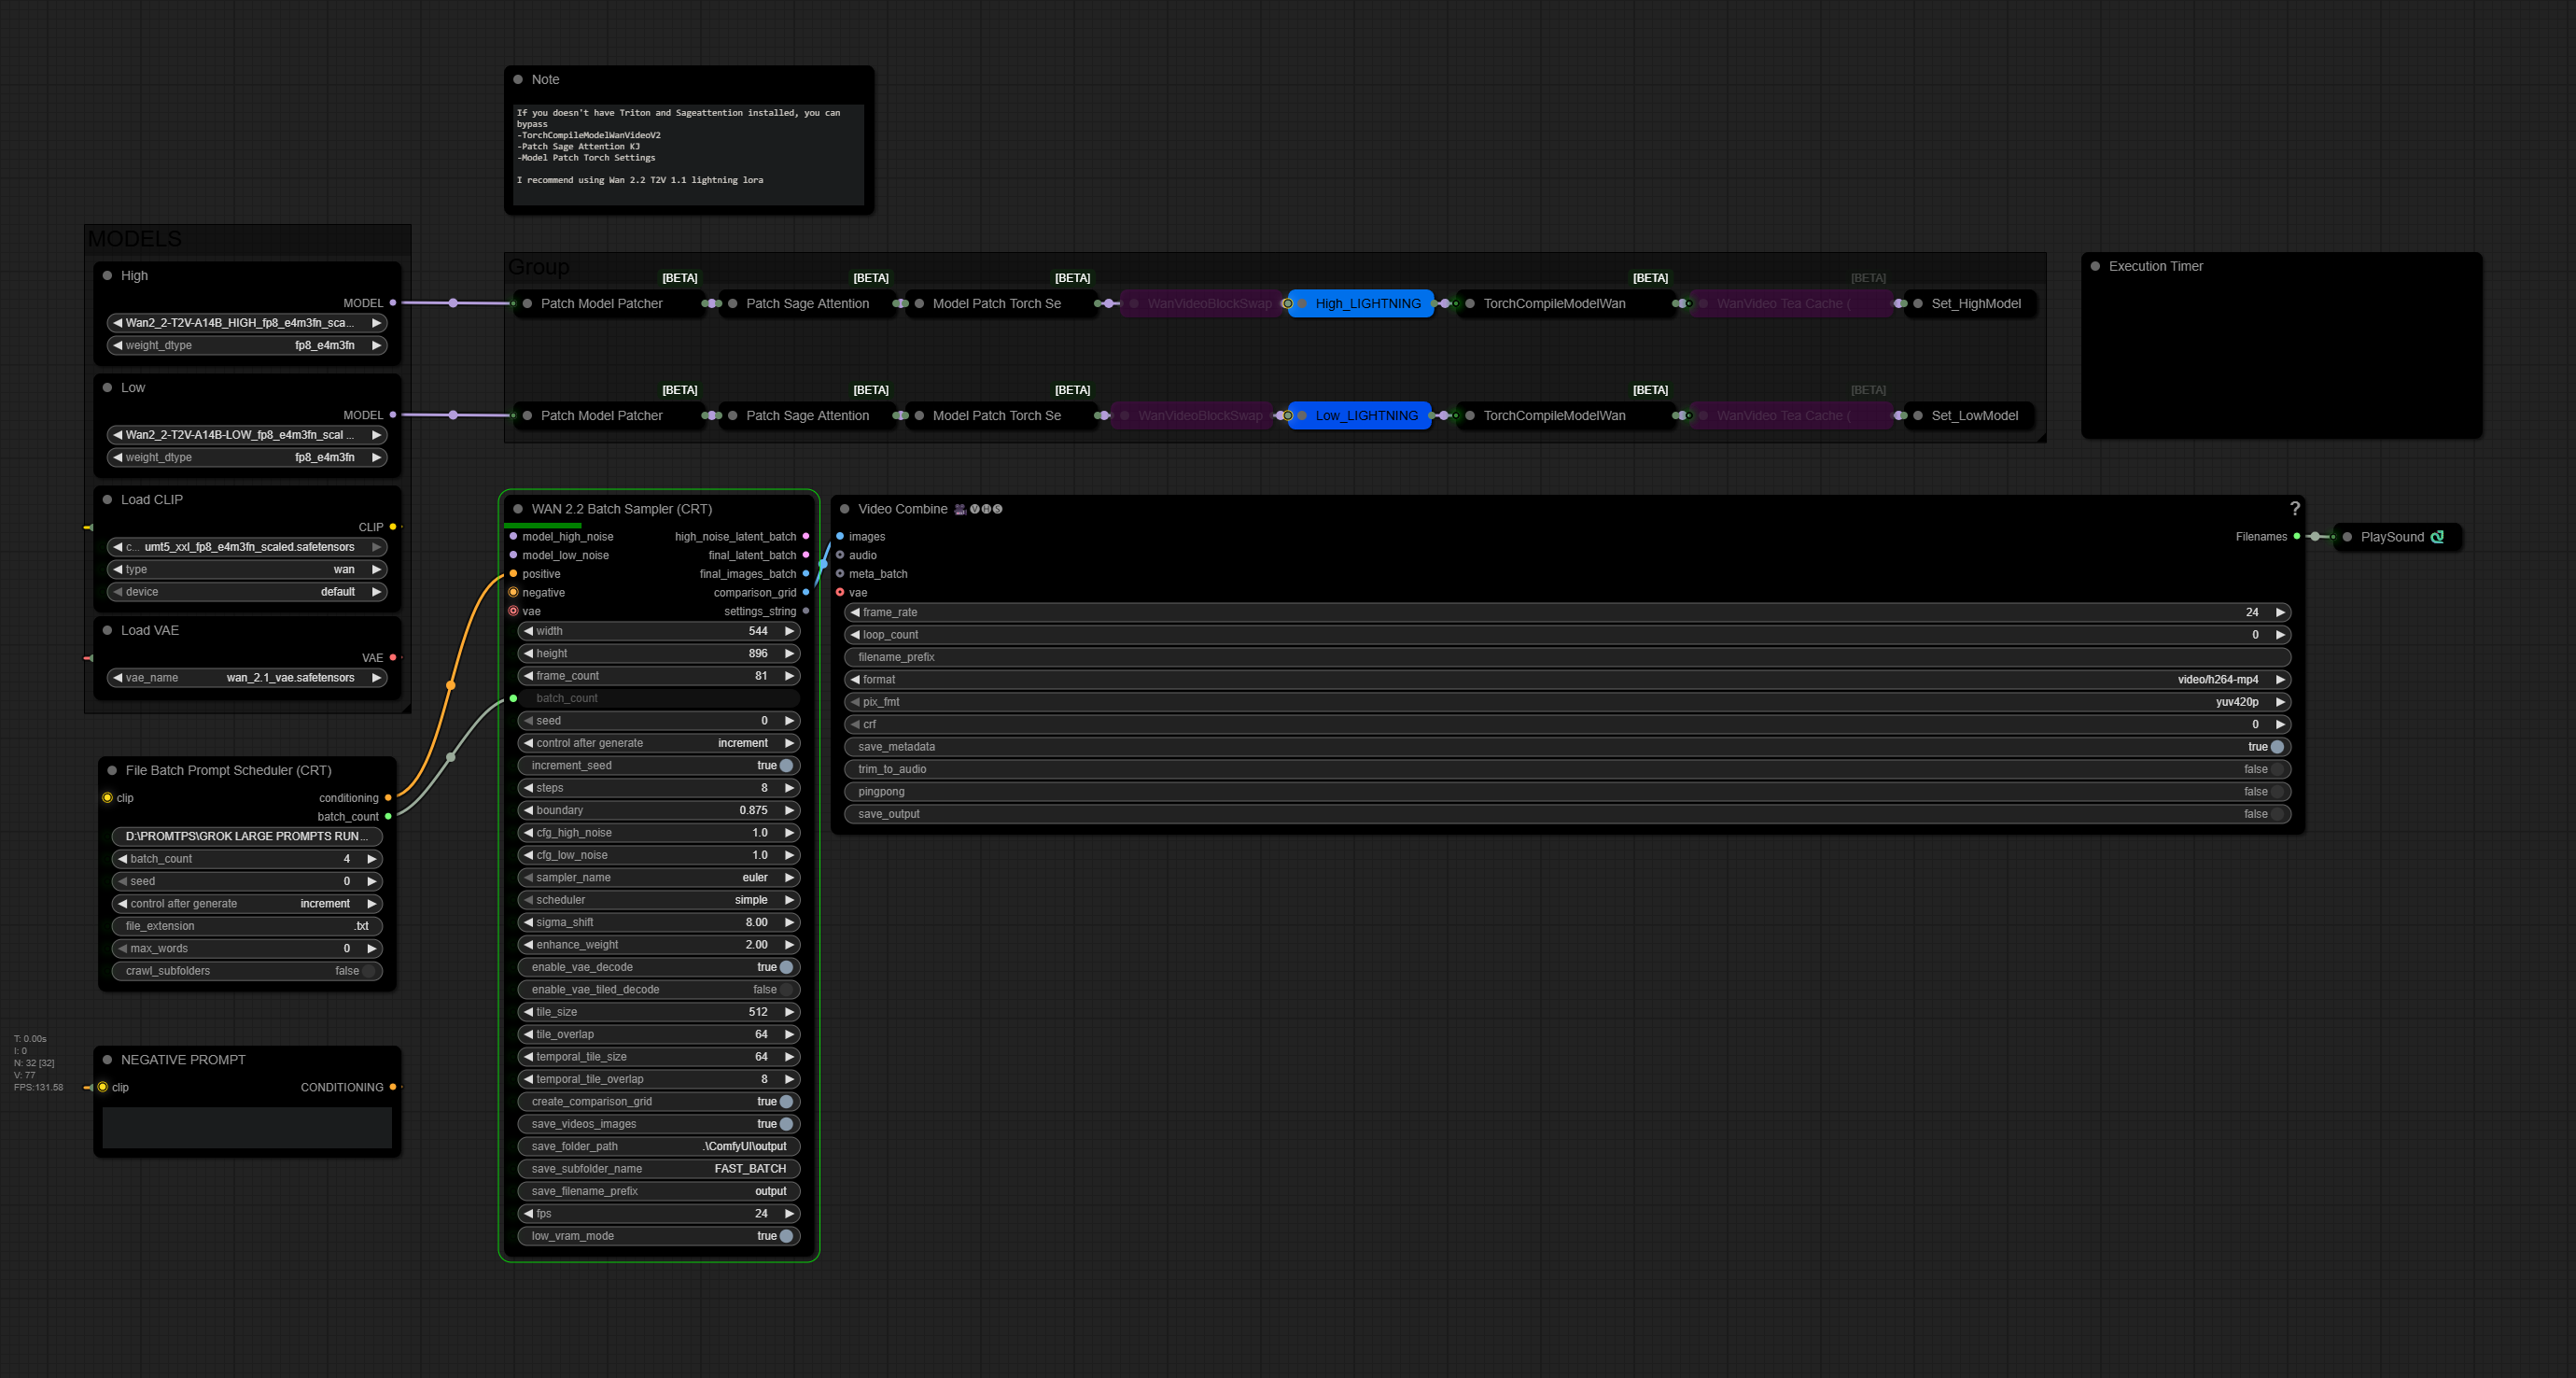 Note
If you doesn't have Triton and Sageattention installed, you can
bypass
-TorchCompileModelWanVideoV2
-Patch Sage Attention KJ
-Model Patch Torch Settings
I recommend using Wan 2.2 T2V 1.1 lightning lora
MODELS
High
MODEL
Wan2_2-T2V-A14B_HIGH_fp8_e4m3fn_sca...
weight_dtype fp8_e4m3fn
Low
MODEL
Wan2_2-T2V-A14B-LOW_fp8_e4m3fn_scal ...
weight_dtype fp8_e4m3fn
Load CLIP
CLIP
c... umt5_xxl_fp8_e4m3fn_scaled.safetensors
type wan
device default
Load VAE
VAE
vae_name wan_2.1_vae.safetensors
Group
[BETA] [BETA] [BETA] [BETA] [BETA]
Patch Model Patcher Patch Sage Attention Model Patch Torch Se WanVideoBlockSwap High_LIGHTNING TorchCompileModelWan WanVideo Tea Cache ( Set_HighModel
[BETA] [BETA] [BETA] [BETA] [BETA]
Patch Model Patcher Patch Sage Attention Model Patch Torch Se WanVideoBlockSwap Low_LIGHTNING TorchCompileModelWan WanVideo Tea Cache ( Set_LowModel
Execution Timer
File Batch Prompt Scheduler (CRT)
clip conditioning
batch_count
D:\PROMTPS\GROK LARGE PROMPTS RUN...
batch_count 4
seed 0
control after generate increment
file_extension .txt
max_words 0
crawl_subfolders false
T: 0.00s
I: 0
N: 32 [32]
V: 77
FPS:131.58
NEGATIVE PROMPT
clip CONDITIONING
WAN 2.2 Batch Sampler (CRT)
model_high_noise high_noise_latent_batch
model_low_noise final_latent_batch
positive final_images_batch
negative comparison_grid
vae settings_string
width 544
height 896
frame_count 81
batch_count
seed 0
control after generate increment
increment_seed true
steps 8
boundary 0.875
cfg_high_noise 1.0
cfg_low_noise 1.0
sampler_name euler
scheduler simple
sigma_shift 8.00
enhance_weight 2.00
enable_vae_decode true
enable_vae_tiled_decode false
tile_size 512
tile_overlap 64
temporal_tile_size 64
temporal_tile_overlap 8
create_comparison_grid true
save_videos_images true
save_folder_path .\ComfyUI\output
save_subfolder_name FAST_BATCH
save_filename_prefix output
fps 24
low_vram_mode true
Video Combine 🎥🅥🅗🅢 ?
images Filenames
audio
meta_batch
vae
frame_rate 24
loop_count 0
filename_prefix
format video/h264-mp4
pix_fmt yuv420p
crf 0
save_metadata true
trim_to_audio false
pingpong false
save_output false
PlaySound